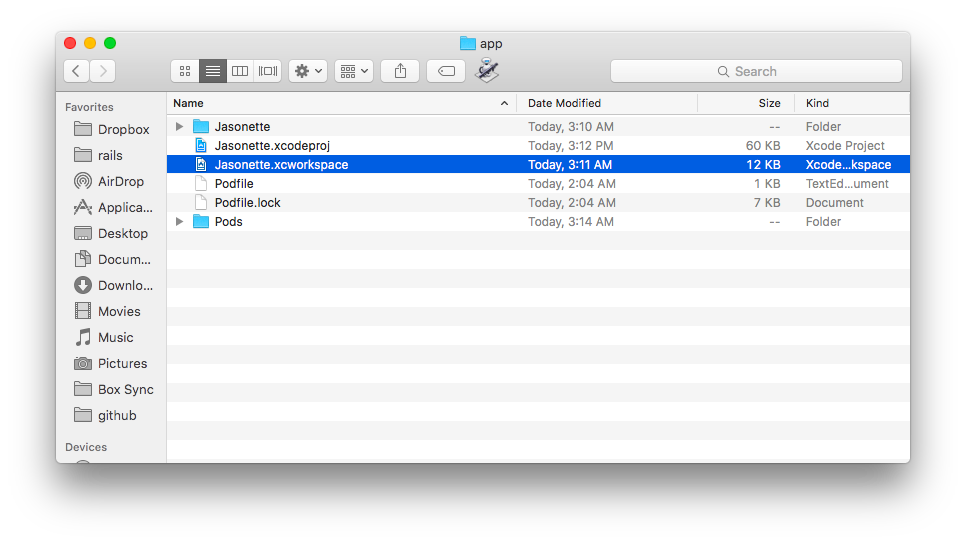 app
Search
Favorites
Dropbox
rails
AirDrop
Applica...
Desktop
Docum...
Downlo...
Movies
Music
Pictures
Box Sync
github
Devices
Name Date Modified Size Kind
Jasonette Today, 3:10 AM -- Folder
Jasonette.xcodeproj Today, 3:12 PM 60 KB Xcode Project
Jasonette.xcworkspace Today, 3:11 AM 12 KB Xcode...kspace
Podfile Today, 2:04 AM 1 KB TextEd...ument
Podfile.lock Today, 2:04 AM 7 KB Document
Pods Today, 3:14 AM -- Folder